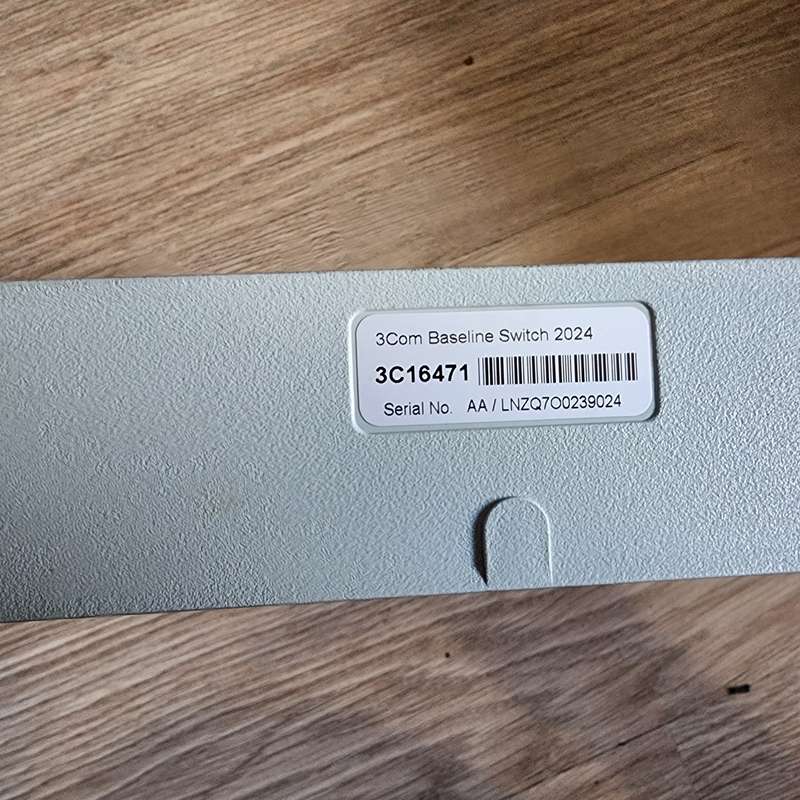 3Com Baseline Switch 2024
3C16471
Serial No. AA / LNZQ7O0239024